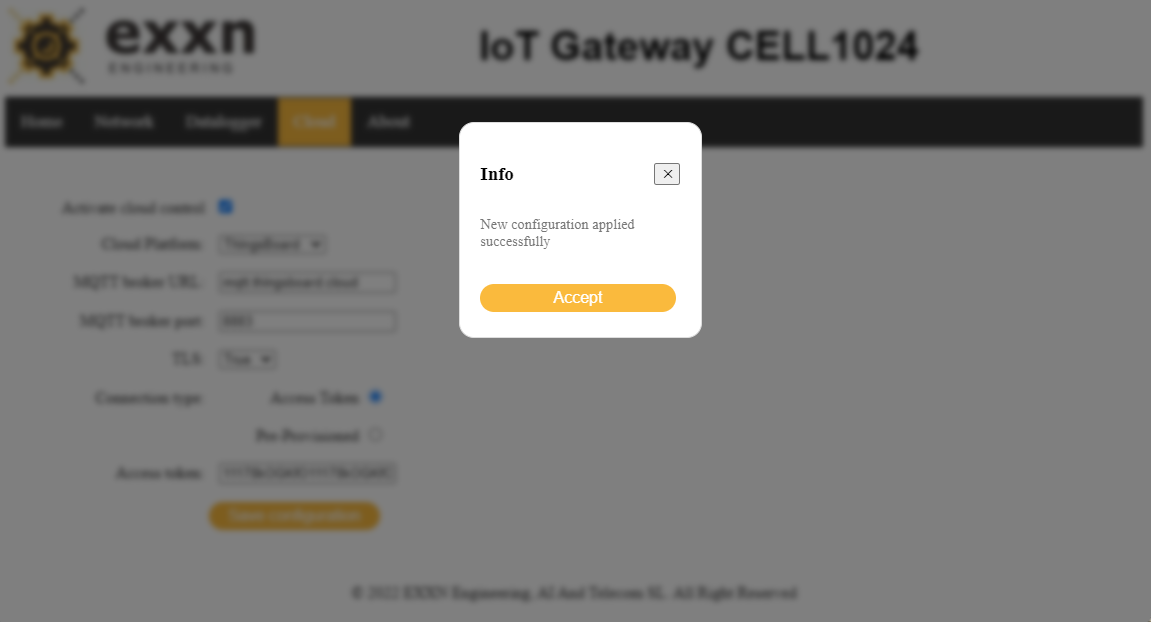 exxn
ENGINEERING
IoT Gateway CELL1024
Home Network Datalogger Cloud About
Info
New configuration applied
successfully
Accept
Activate cloud control
Cloud Platform: ThingsBoard
MQTT broker URL: mqtt.thingsboard.cloud
MQTT broker port: 8883
TLS: True
Connection type: Access Token
Pre-Provisioned
Access token:
Save configuration
© 2022 EXXN Engineering, AI And Telecom SL. All Right Reserved